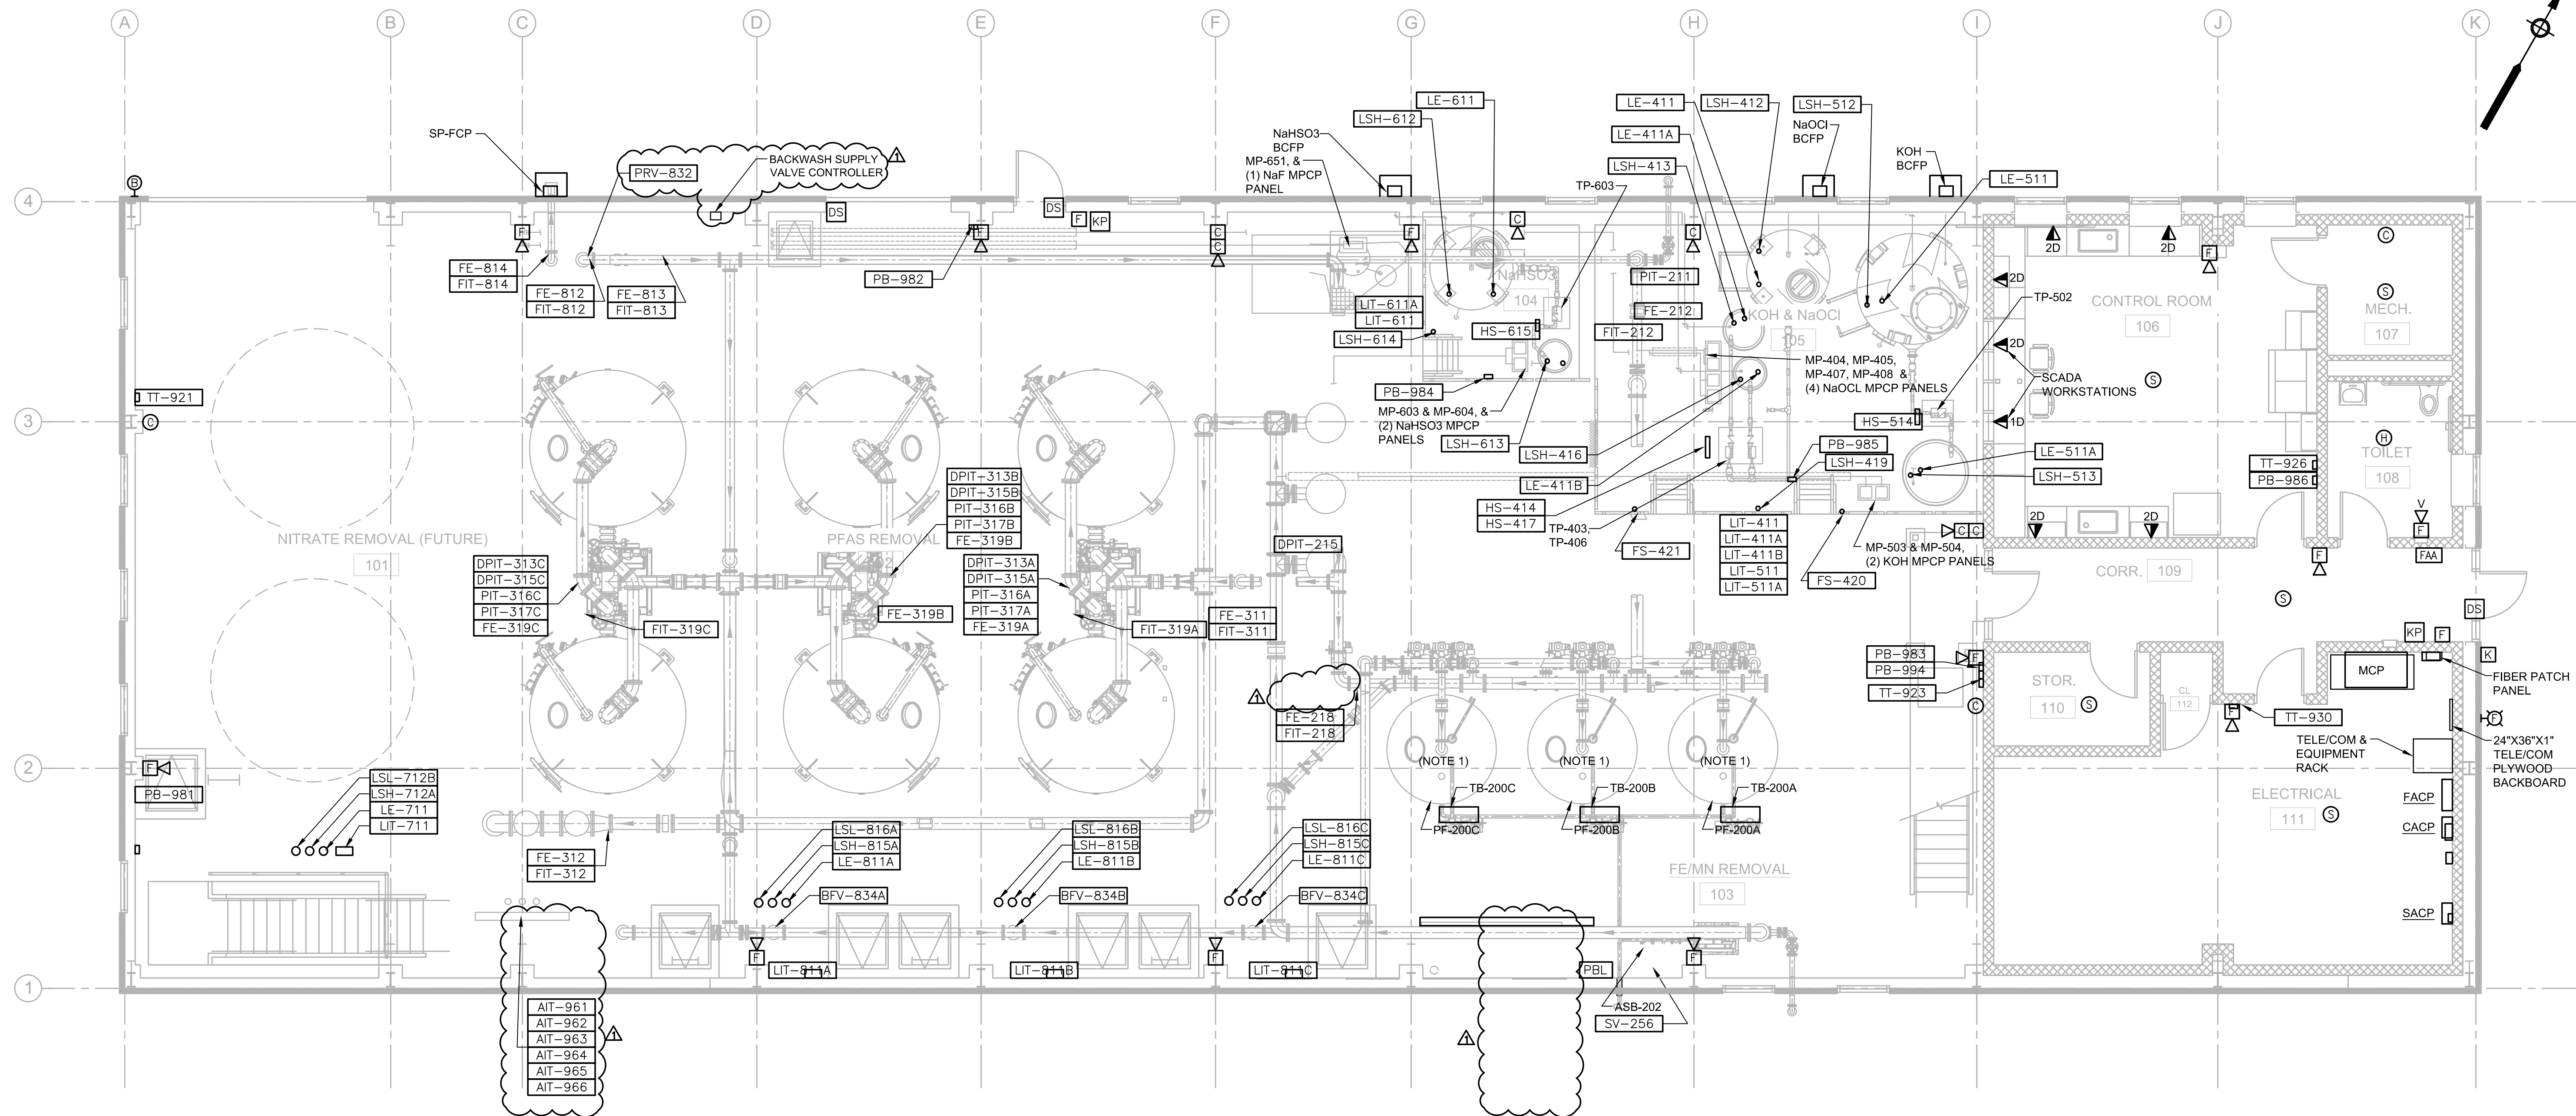 A
B
C
D
E
F
G
H
I
J
K
LE-611
LSH-612
LE-411
LSH-412
LSH-512
SP-FCP
NaHSO3
BCFP
MP-651, &
(1) NaF MPCP
PANEL
LE-411A
NaOCl
BCFP
KOH
BCFP
BACKWASH SUPPLY
VALVE CONTROLLER
1
PRV-832
LSH-413
LE-511
TP-603
4
B
DS
DS
F
KP
F
F
C
C
F
C
C
2D
2D
F
C
FE-814
FIT-814
FE-812
FIT-812
FE-813
FIT-813
PB-982
NaHSO3
104
PIT-211
2D
S
CONTROL ROOM
106
MECH.
107
TP-502
LIT-611A
LIT-611
FE-212
KOH & NaOCl
105
HS-615
FIT-212
LSH-614
2D
MP-404, MP-405,
MP-407, MP-408 &
(4) NaOCL MPCP PANELS
SCADA
WORKSTATIONS
S
TT-921
PB-984
3
C
MP-603 & MP-604, &
(2) NaHSO3 MPCP
PANELS
LSH-613
HS-514
1D
H
TOILET
108
LSH-416
PB-985
LSH-419
LE-511A
LSH-513
TT-926
PB-986
DPIT-313B
DPIT-315B
PIT-316B
PIT-317B
FE-319B
LE-411B
HS-414
HS-417
TP-403,
TP-406
LIT-411
LIT-411A
LIT-411B
LIT-511
LIT-511A
2D
2D
V
F
C
C
NITRATE REMOVAL (FUTURE)
101
PFAS REMOVAL
DPIT-215
FS-421
MP-503 & MP-504,
(2) KOH MPCP PANELS
F
FAA
DPIT-313C
DPIT-315C
PIT-316C
PIT-317C
FE-319C
DPIT-313A
DPIT-315A
PIT-316A
PIT-317A
FE-319A
FS-420
CORR.
109
S
FE-319B
FE-311
FIT-311
DS
FIT-319C
FIT-319A
KP
F
PB-983
PB-994
TT-923
F
K
MCP
FIBER PATCH
PANEL
STOR.
110
S
CL
112
1
FE-218
FIT-218
C
F
TT-930
F
TELE/COM &
EQUIPMENT
RACK
24"X36"X1"
TELE/COM
PLYWOOD
BACKBOARD
2
F
(NOTE 1)
(NOTE 1)
(NOTE 1)
PB-981
LSL-712B
LSH-712A
LE-711
LIT-711
TB-200C
TB-200B
TB-200A
ELECTRICAL
111
S
FACP
PF-200C
PF-200B
PF-200A
CACP
LSL-816A
LSH-815A
LE-811A
LSL-816B
LSH-815B
LE-811B
LSL-816C
LSH-815C
LE-811C
FE-312
FIT-312
FE/MN REMOVAL
103
BFV-834A
BFV-834B
BFV-834C
SACP
F
F
F
LIT-811A
LIT-811B
LIT-811C
PBL
1
AIT-961
AIT-962
AIT-963
AIT-964
AIT-965
AIT-966
1
ASB-202
SV-256
1